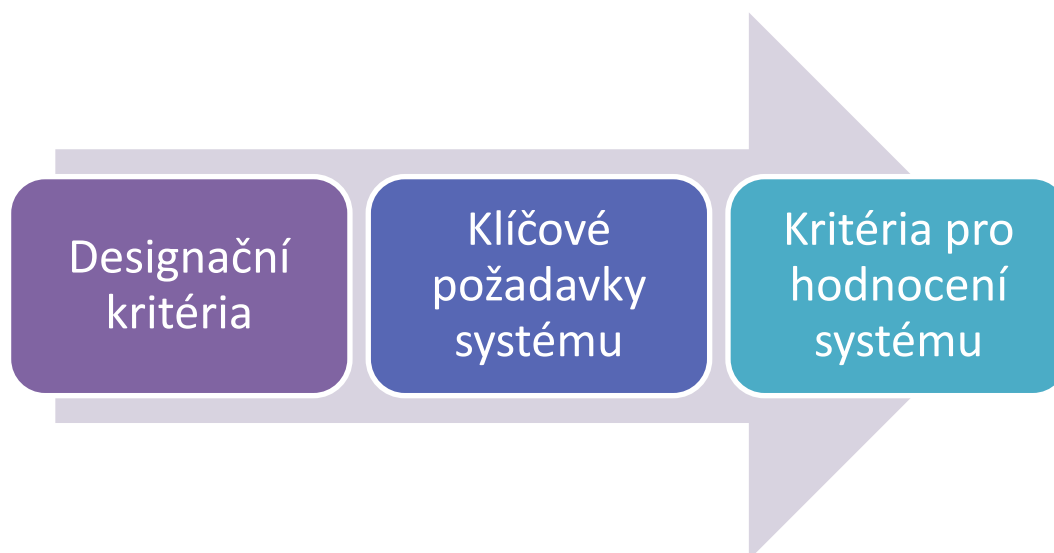 Designační
kritéria
Klíčové
požadavky
systému
Kritéria pro
hodnocení
systému